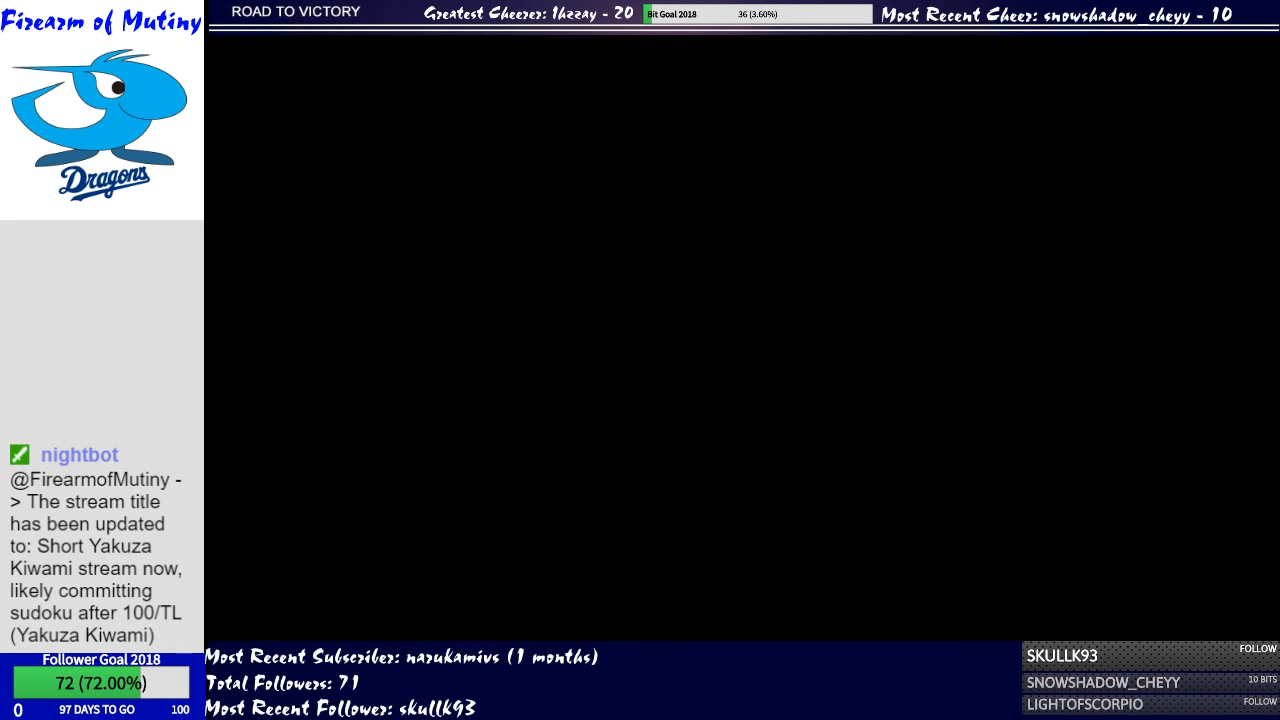 Firearm of Mutiny
ROAD TO VICTORY
Greatest Cheerer: 1hzzay - 20
Bit Goal 2018
36 (3.60%)
Most Recent Cheer: snowshadow_cheyy - 10
Dragons
nightbot
@FirearmofMutiny -
> The stream title
has been updated
to: Short Yakuza
Kiwami stream now,
likely committing
sudoku after 100/TL
(Yakuza Kiwami)
Follower Goal 2018
72 (72.00%)
0
97 DAYS TO GO
100
Most Recent Subscriber: narukamivs (1 months)
Total Followers: 71
Most Recent Follower: skullk93
SKULLK93
FOLLOW
SNOWSHADOW_CHEYY
10 BITS
LIGHTOFSCORPIO
FOLLOW